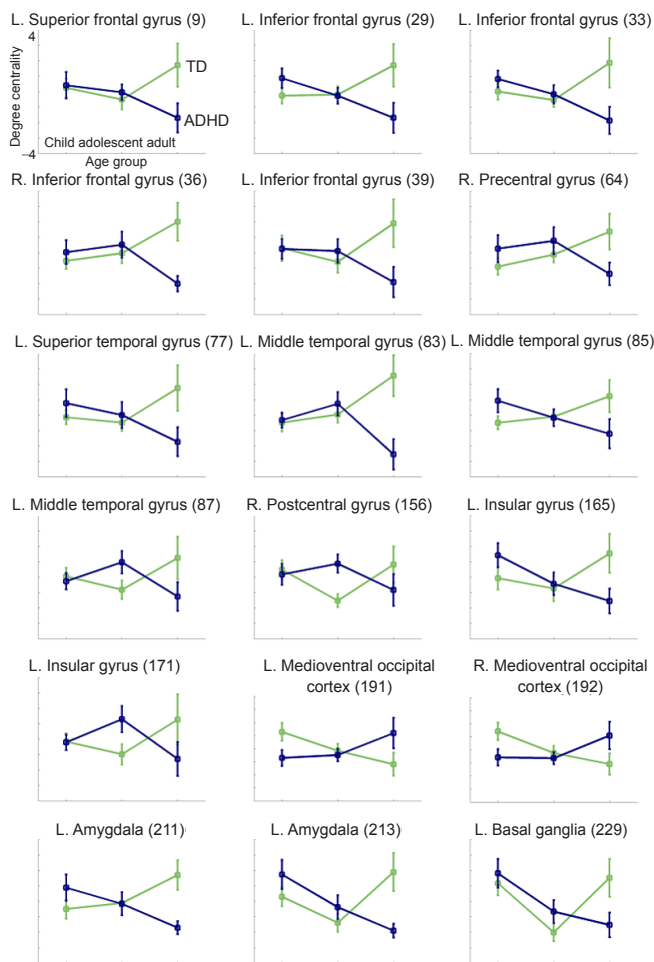 L. Superior frontal gyrus (9)
L. Inferior frontal gyrus (29)
L. Inferior frontal gyrus (33)
4
Degree centrality
TD
ADHD
Child adolescent adult
−4
Age group
R. Inferior frontal gyrus (36)
L. Inferior frontal gyrus (39)
R. Precentral gyrus (64)
L. Superior temporal gyrus (77)
L. Middle temporal gyrus (83)
L. Middle temporal gyrus (85)
L. Middle temporal gyrus (87)
R. Postcentral gyrus (156)
L. Insular gyrus (165)
L. Insular gyrus (171)
L. Medioventral occipital
cortex (191)
R. Medioventral occipital
cortex (192)
L. Amygdala (211)
L. Amygdala (213)
L. Basal ganglia (229)